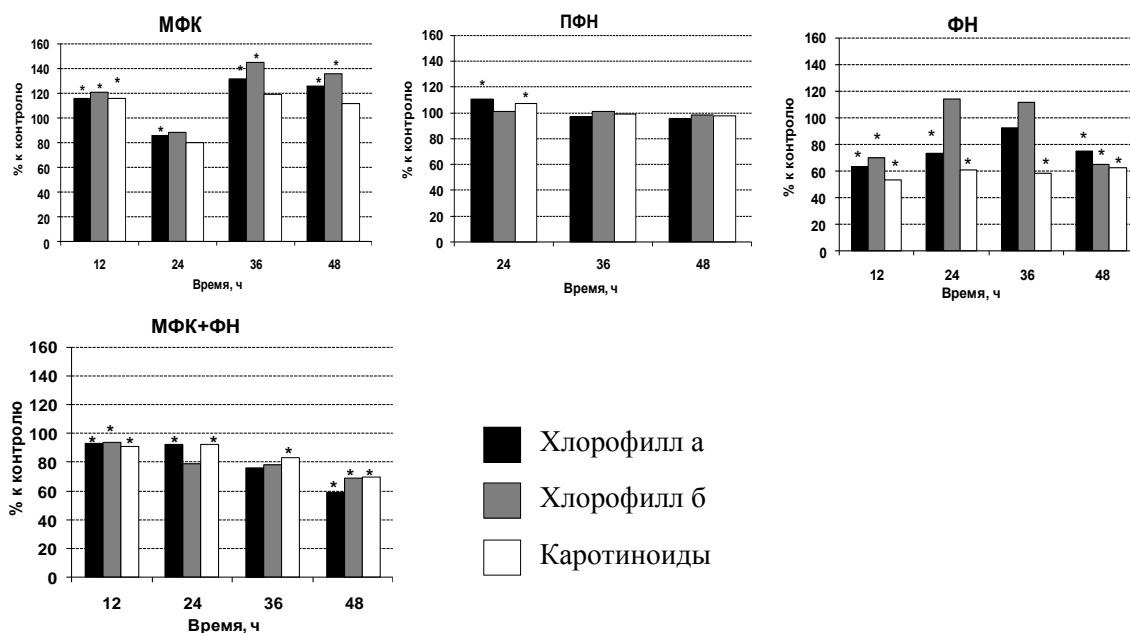 МФК
% к контролю
160
140
120
100
80
60
40
20
0
* * * * * * * *
12 24 36 48
Время, ч
ПФН
% к контролю
160
140
120
100
80
60
40
20
0
* *
24 36 48
Время, ч
ФН
% к контролю
160
140
120
100
80
60
40
20
0
* * * * * * * * *
12 24 36 48
Время, ч
МФК+ФН
% к контролю
160
140
120
100
80
60
40
20
0
* * * * * * * * *
12 24 36 48
Время, ч
Хлорофилл а
Хлорофилл б
Каротиноиды